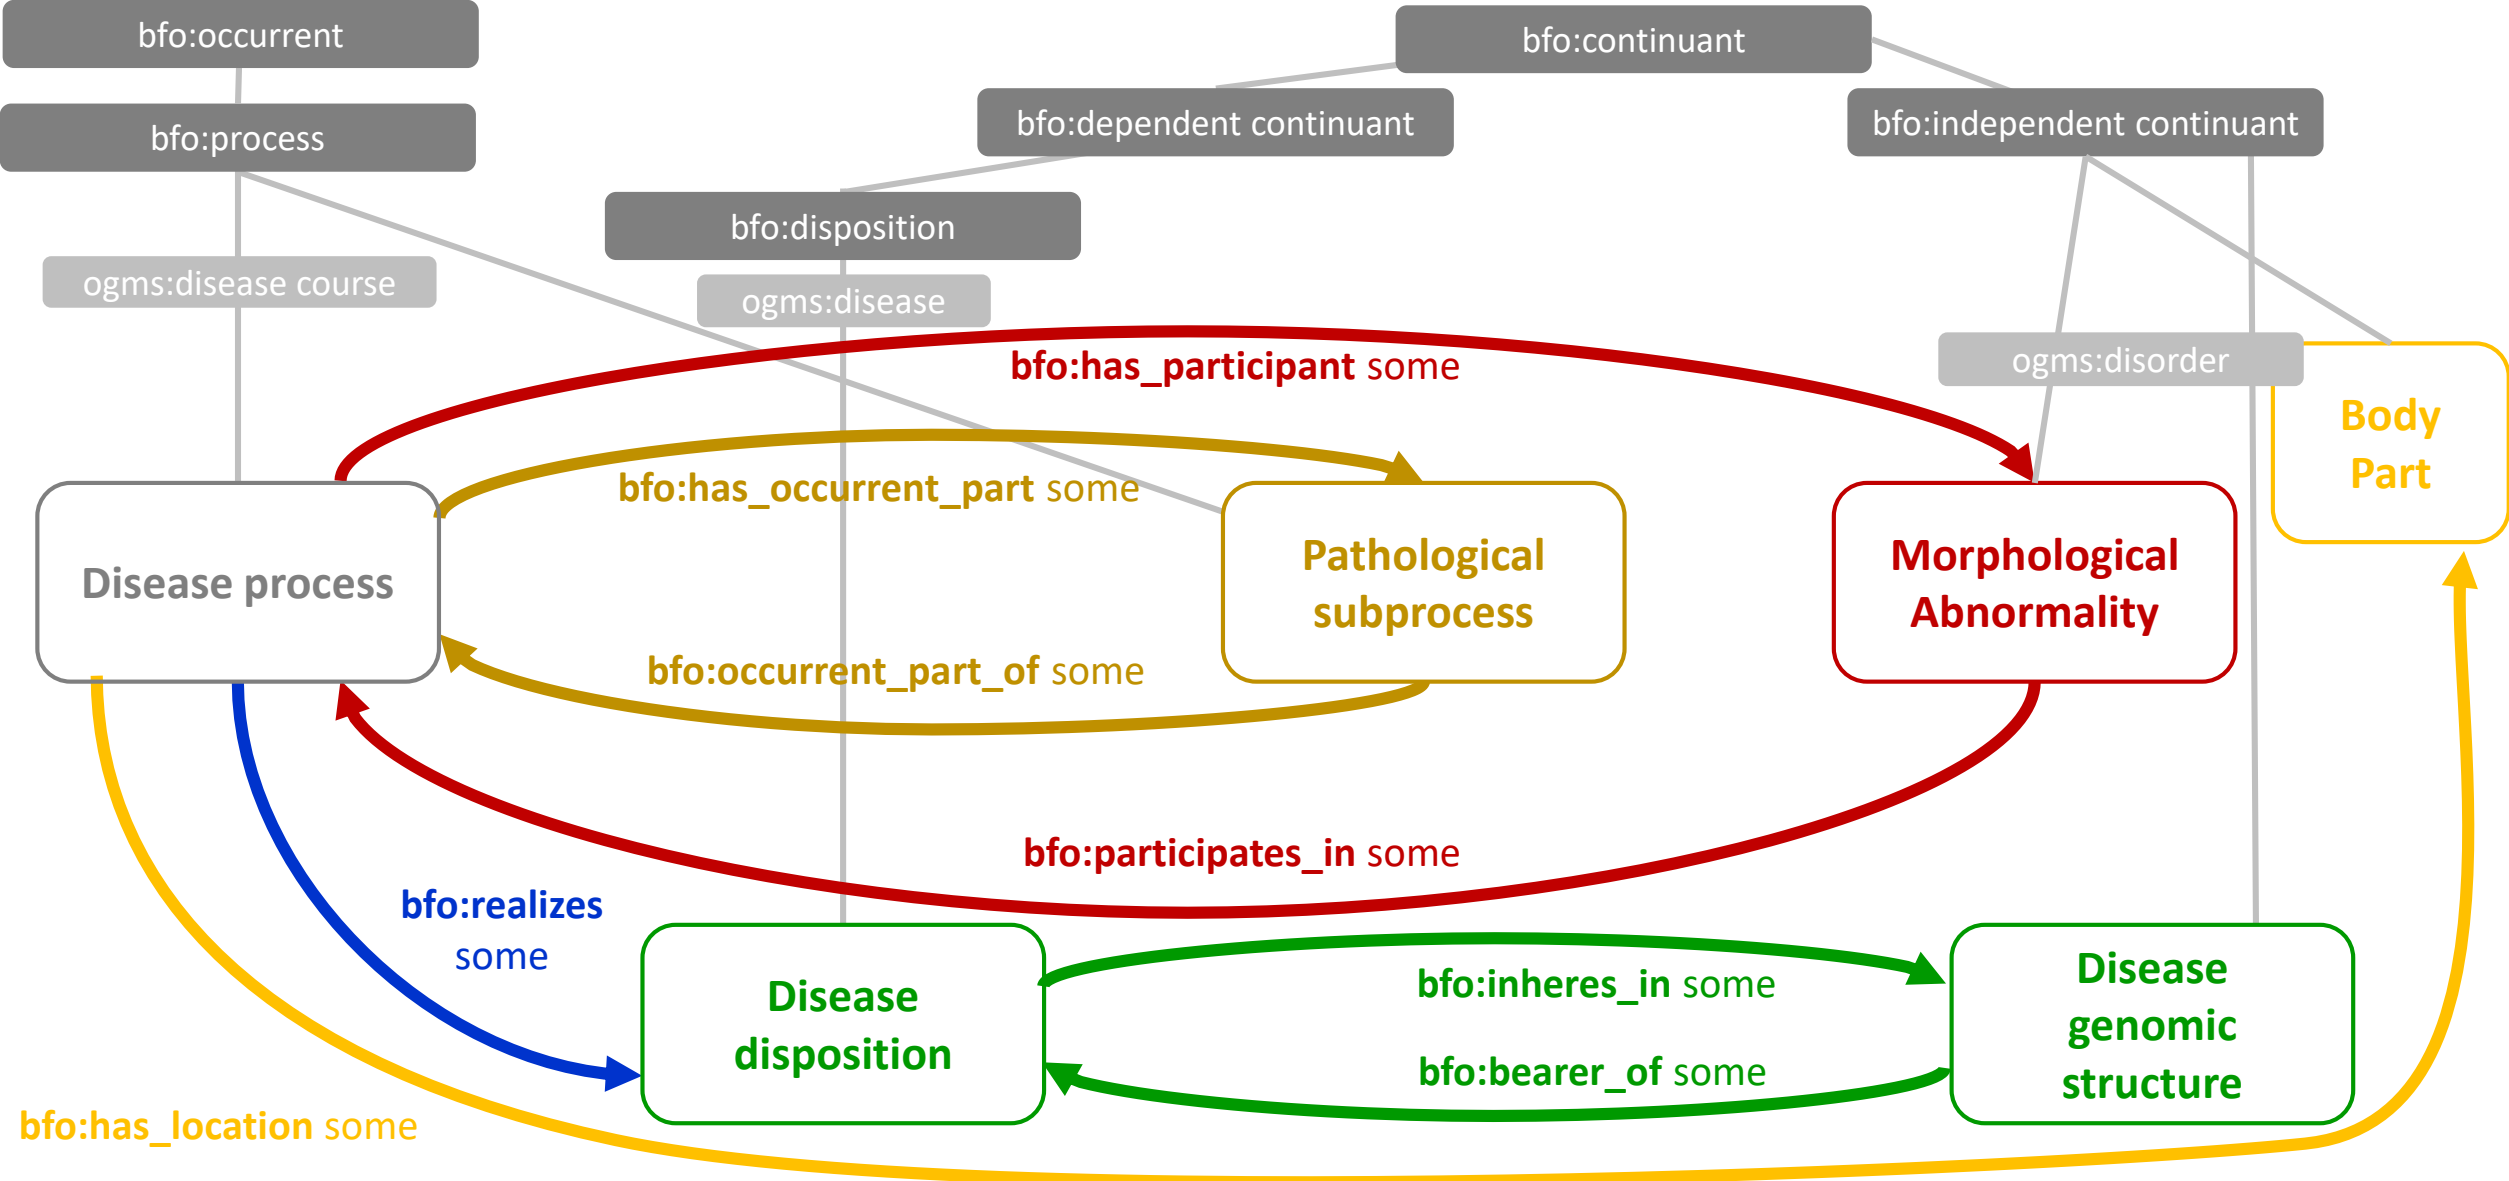 bfo:occurrent
bfo:continuant
bfo:process
bfo:dependent continuant
bfo:independent continuant
bfo:disposition
ogms:disease course
ogms:disease
ogms:disorder
bfo:has_participant some
Body
Part
bfo:has_occurrent_part some
Disease process
Pathological
subprocess
Morphological
Abnormality
bfo:occurrent_part_of some
bfo:participates_in some
bfo:realizes
some
Disease
disposition
bfo:inheres_in some
bfo:bearer_of some
Disease
genomic
structure
bfo:has_location some